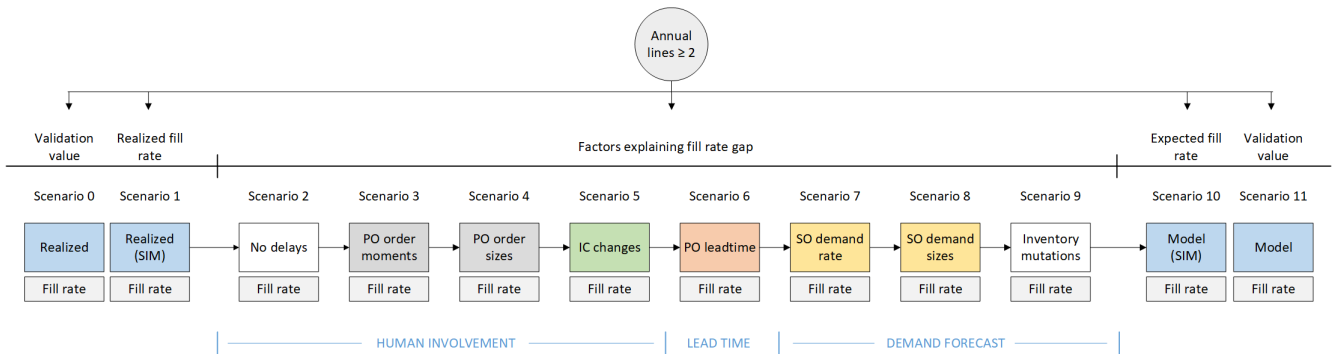 Annual
lines ≥ 2
Validation
value
Realized fill
rate
Factors explaining fill rate gap
Expected fill
rate
Validation
value
Scenario 0
Scenario 1
Scenario 2
Scenario 3
Scenario 4
Scenario 5
Scenario 6
Scenario 7
Scenario 8
Scenario 9
Scenario 10
Scenario 11
Realized
Realized
(SIM)
No delays
PO order
moments
PO order
sizes
IC changes
PO leadtime
SO demand
rate
SO demand
sizes
Inventory
mutations
Model
(SIM)
Model
Fill rate
Fill rate
Fill rate
Fill rate
Fill rate
Fill rate
Fill rate
Fill rate
Fill rate
Fill rate
Fill rate
Fill rate
HUMAN INVOLVEMENT
LEAD TIME
DEMAND FORECAST